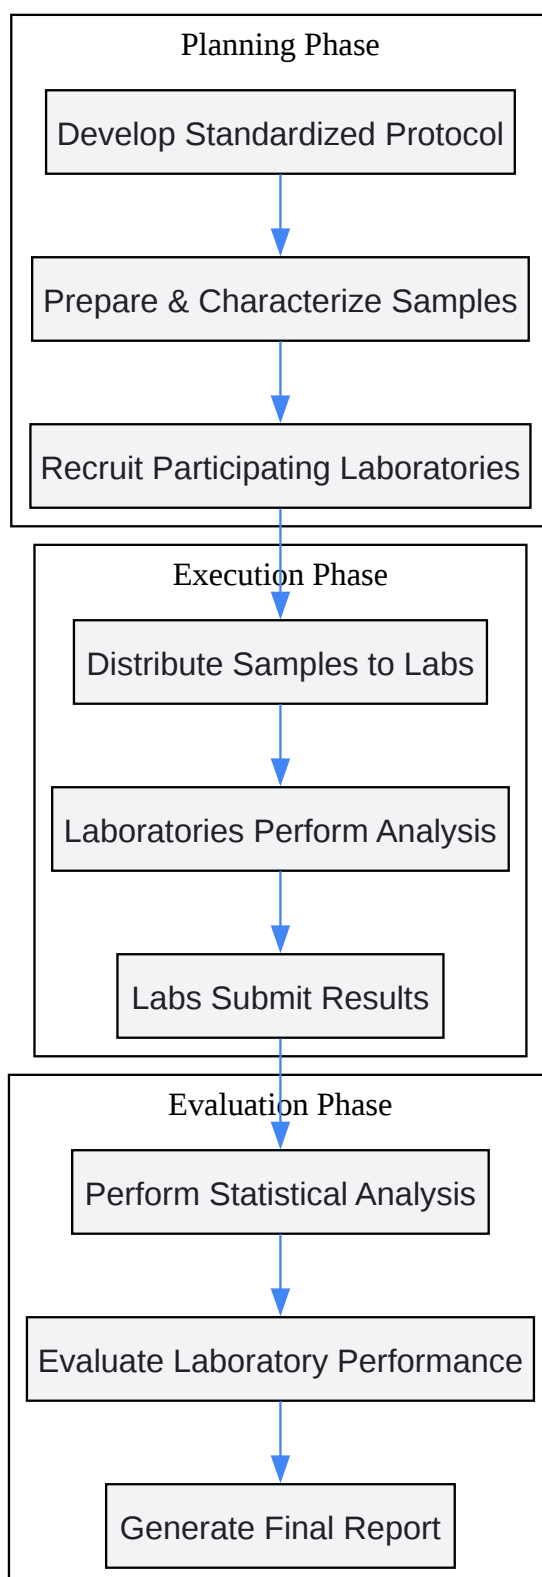 Planning Phase
Develop Standardized Protocol
Prepare & Characterize Samples
Recruit Participating Laboratories
Execution Phase
Distribute Samples to Labs
Laboratories Perform Analysis
Labs Submit Results
Evaluation Phase
Perform Statistical Analysis
Evaluate Laboratory Performance
Generate Final Report